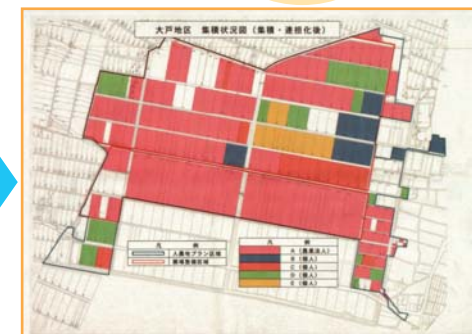 大戸地区 集積状況図（集積・連担化後）
凡 例
人農地プラン区域
圃場整備区域
凡 例
A（農業法人）
B（個人）
C（個人）
D（個人）
E（個人）